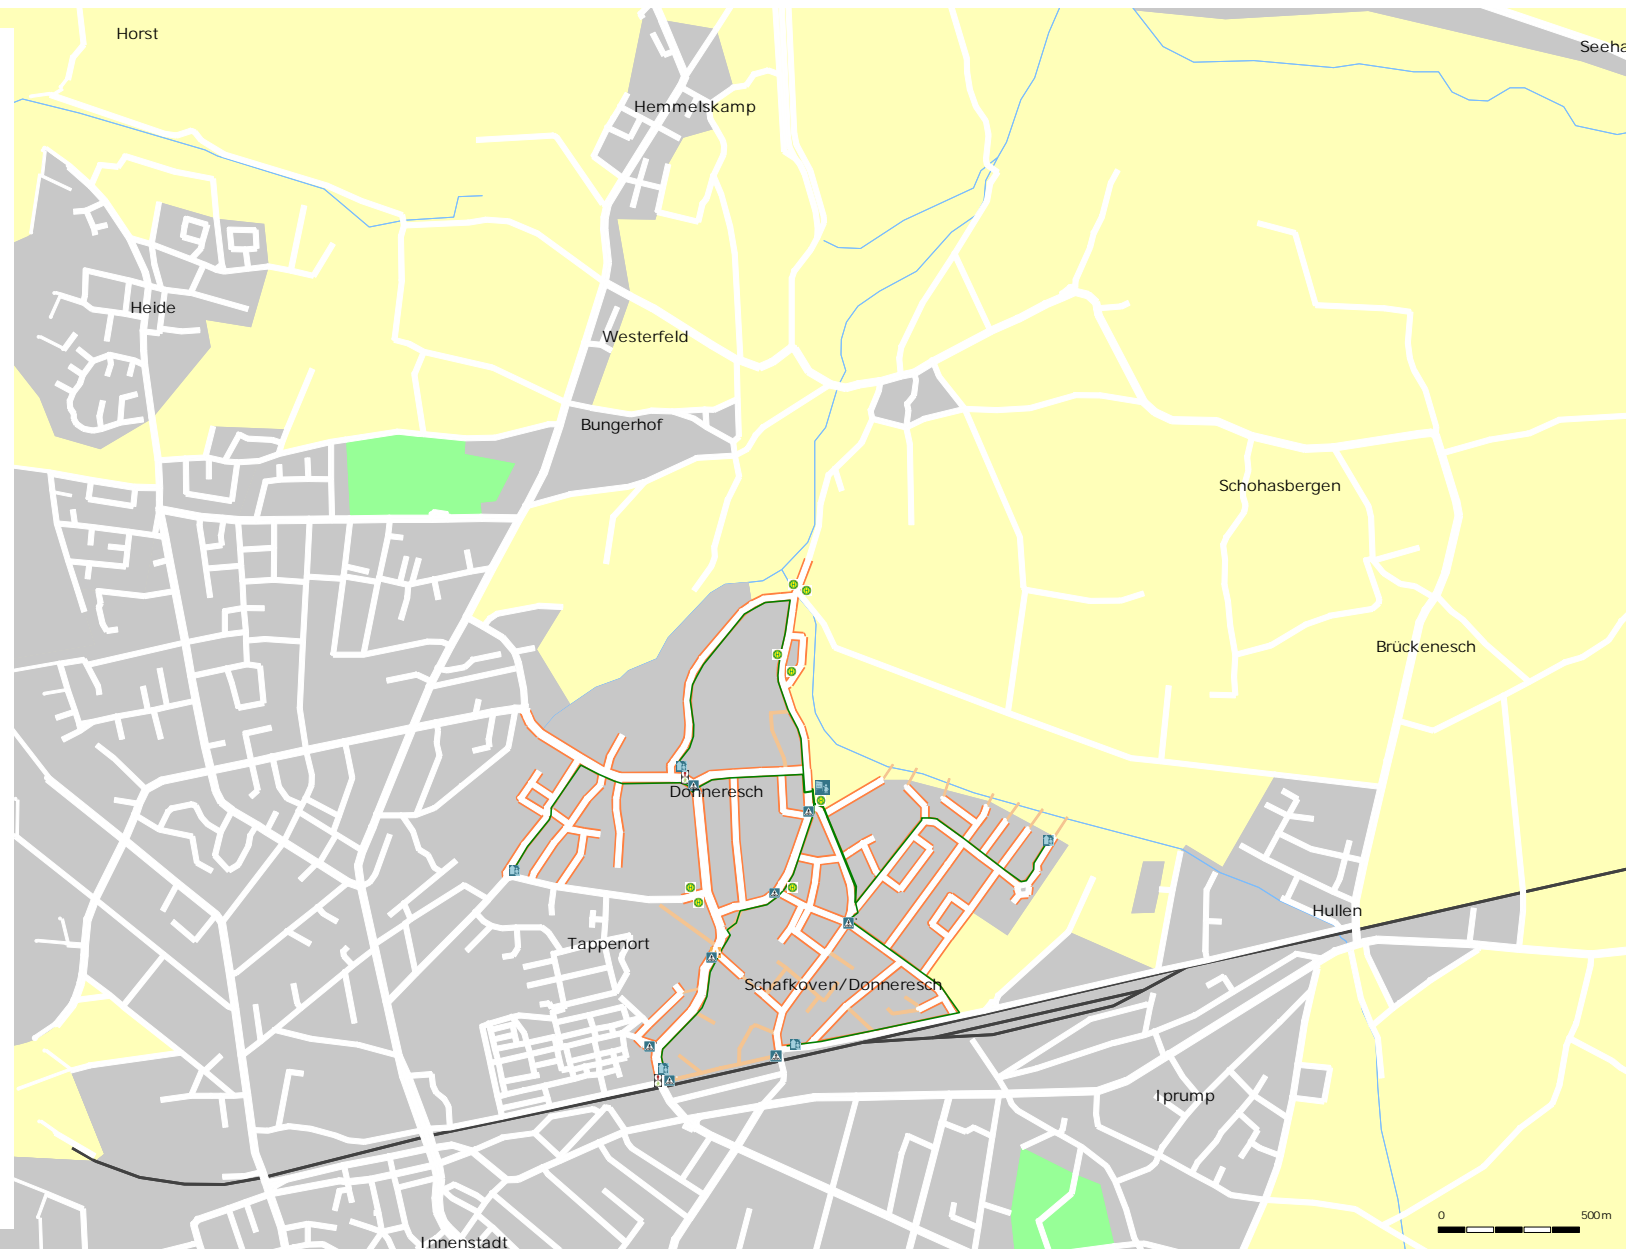 Horst
Seeha
Hemmelskamp
Heide
Westerfeld
Bungerhof
Schohasbergen
Brückenesch
Donneresch
Hullen
Tappenort
Schafkoven/Donneresch
Iprump
0 500m
Innenstadt